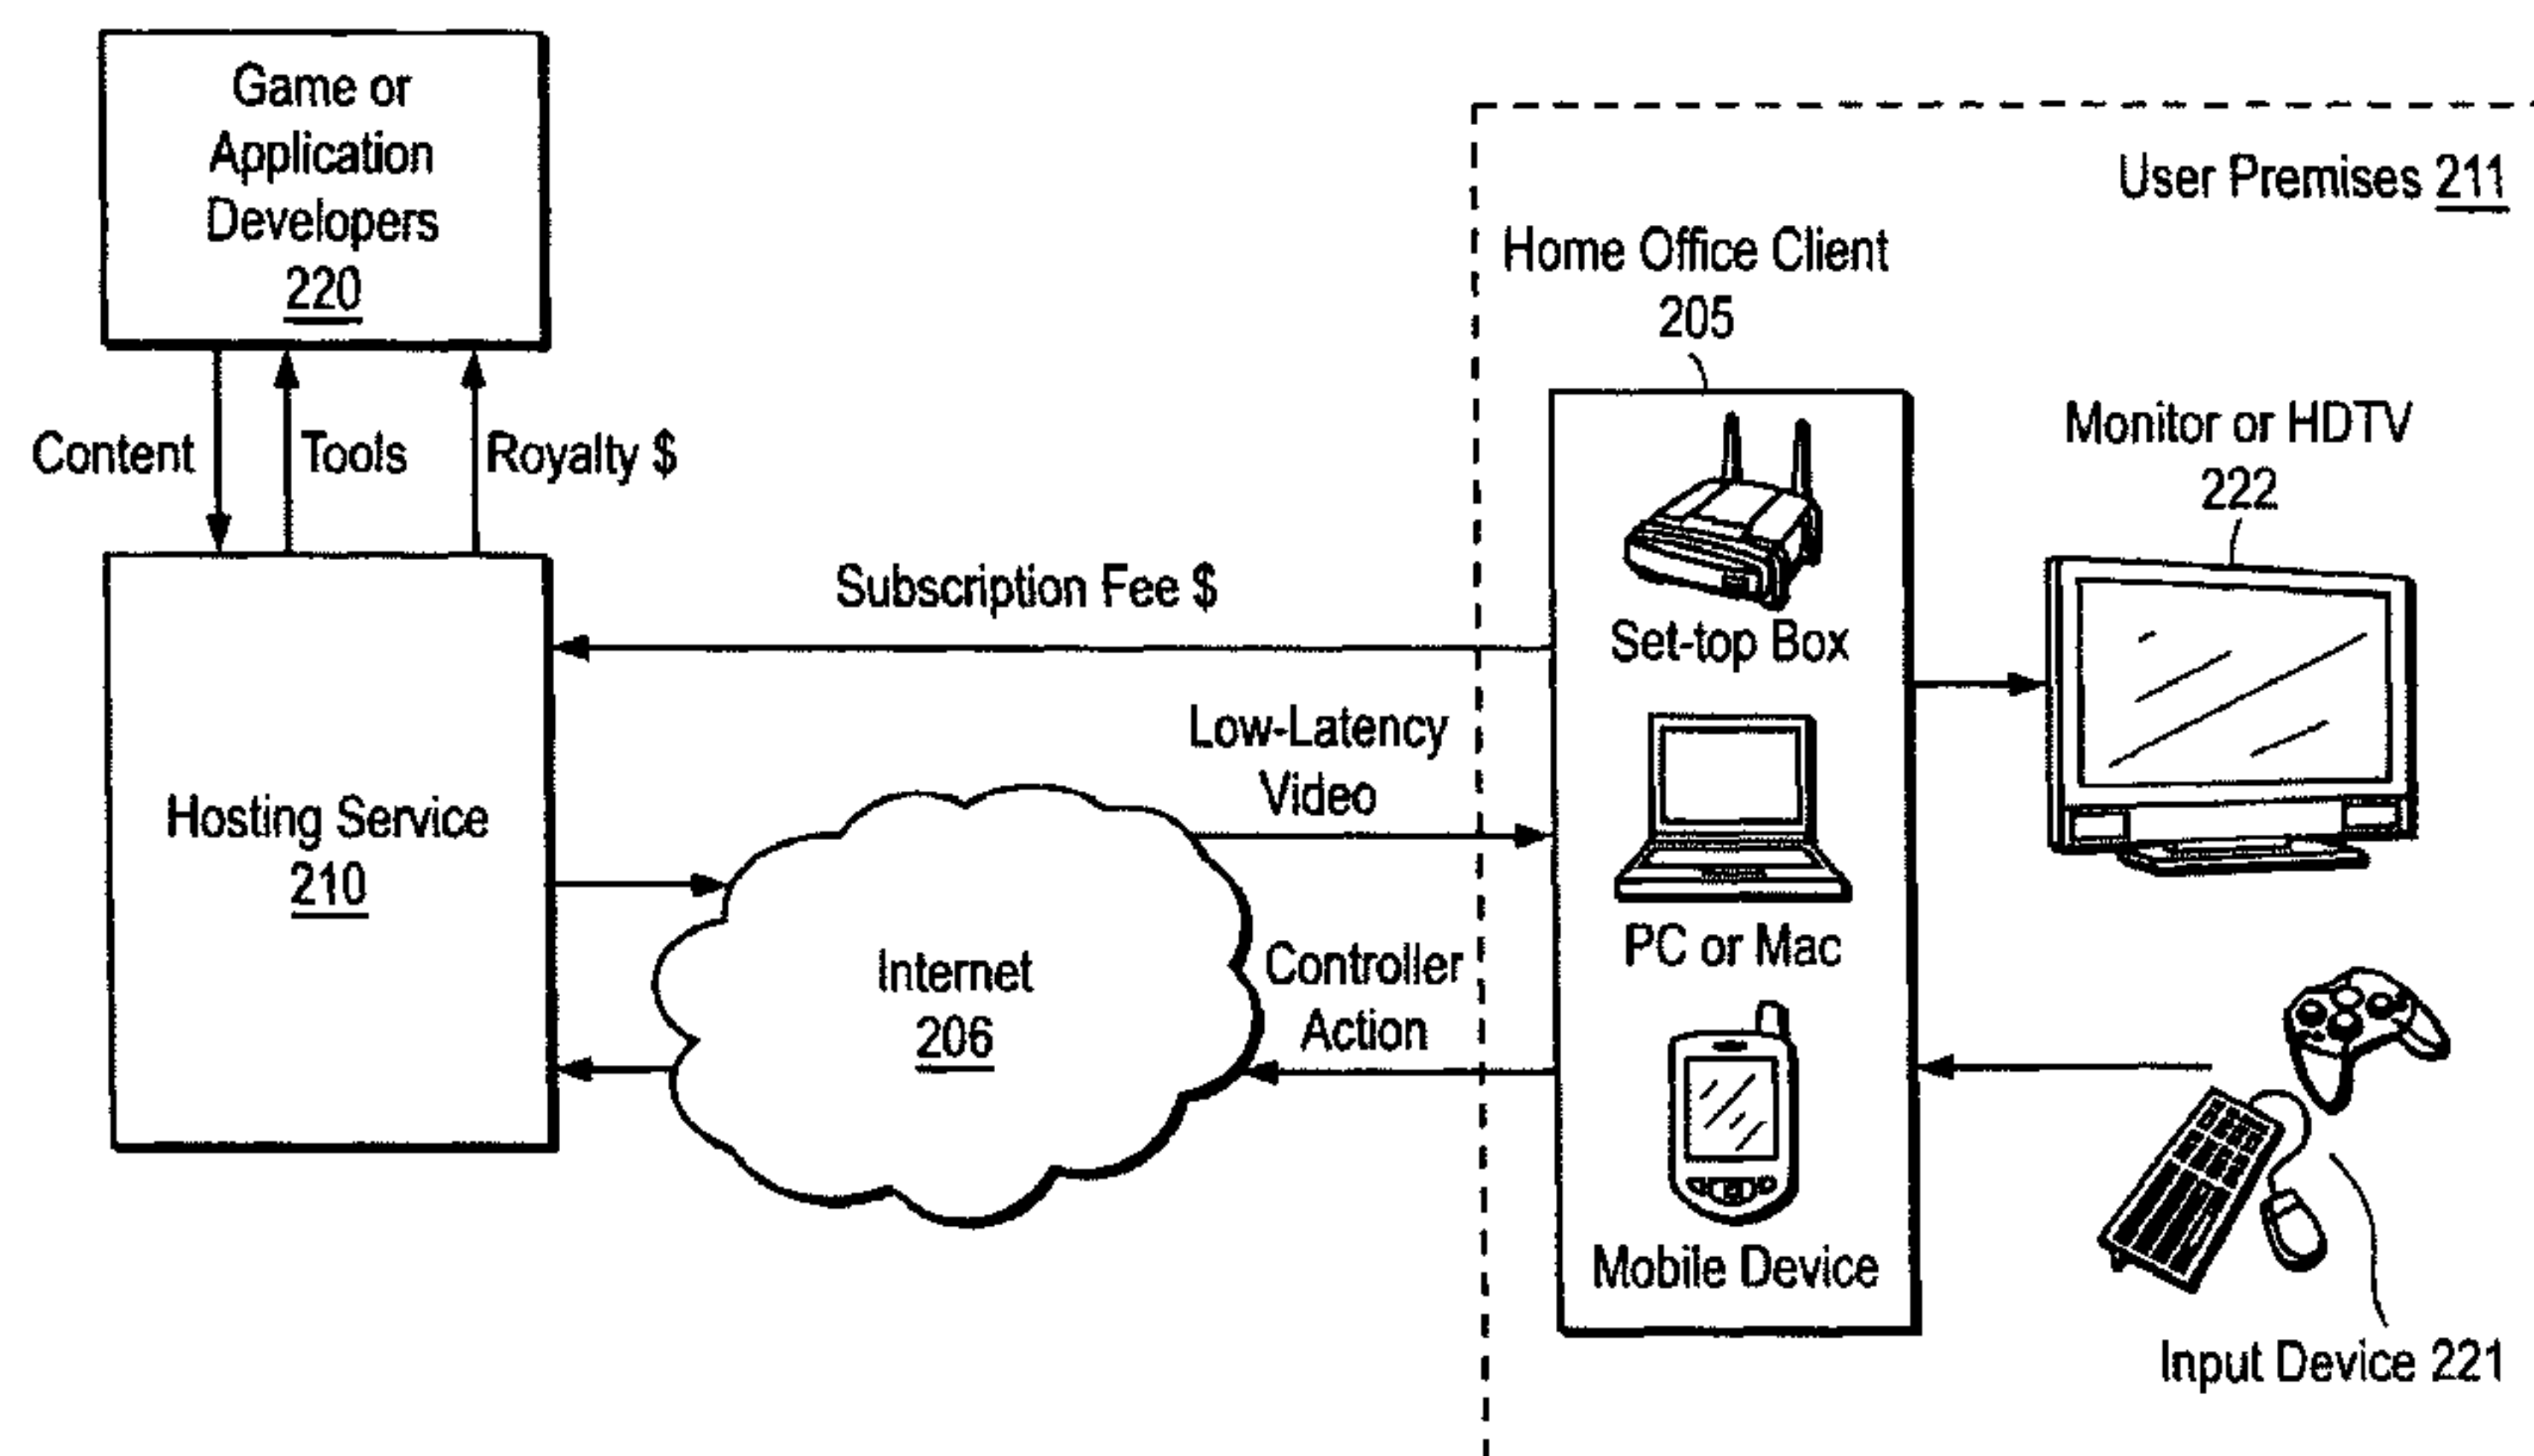 Game or
Application
Developers
220
User Premises 211
Home Office Client
205
Monitor or HDTV
222
Content
Tools
Royalty $
Subscription Fee $
Set-top Box
Low-Latency
Video
Hosting Service
210
PC or Mac
Internet
206
Controller
Action
Mobile Device
Input Device 221